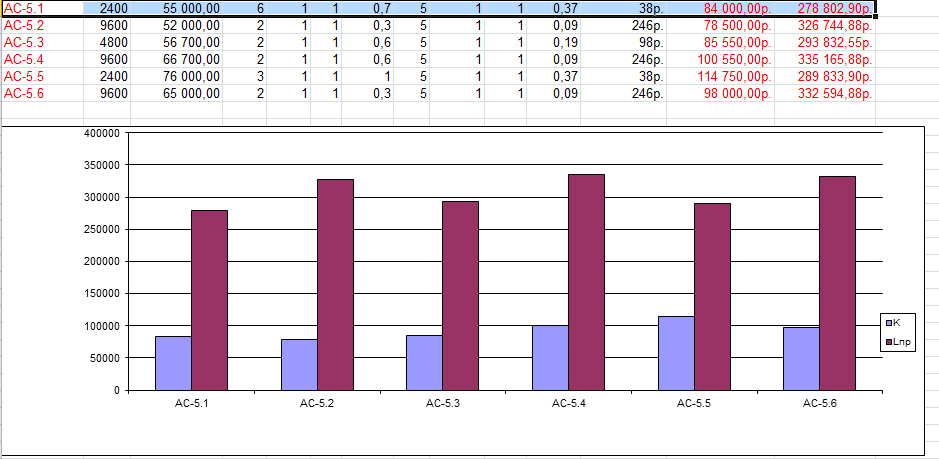 АС-5.1 2400 55 000,00 6 1 1 0,7 5 1 1 0,37 38р. 84 000,00р. 278 802,90р.
АС-5.2 9600 52 000,00 2 1 1 0,3 5 1 1 0,09 246р. 78 500,00р. 326 744,88р.
АС-5.3 4800 56 700,00 2 1 1 0,6 5 1 1 0,19 98р. 85 550,00р. 293 832,55р.
АС-5.4 9600 66 700,00 2 1 1 0,6 5 1 1 0,09 246р. 100 550,00р. 335 165,88р.
АС-5.5 2400 76 000,00 3 1 1 1 5 1 1 0,37 38р. 114 750,00р. 289 833,90р.
АС-5.6 9600 65 000,00 2 1 1 0,3 5 1 1 0,09 246р. 98 000,00р. 332 594,88р.
400000
350000
300000
250000
200000
150000
100000
50000
0
АС-5.1 АС-5.2 АС-5.3 АС-5.4 АС-5.5 АС-5.6
К
Lпр